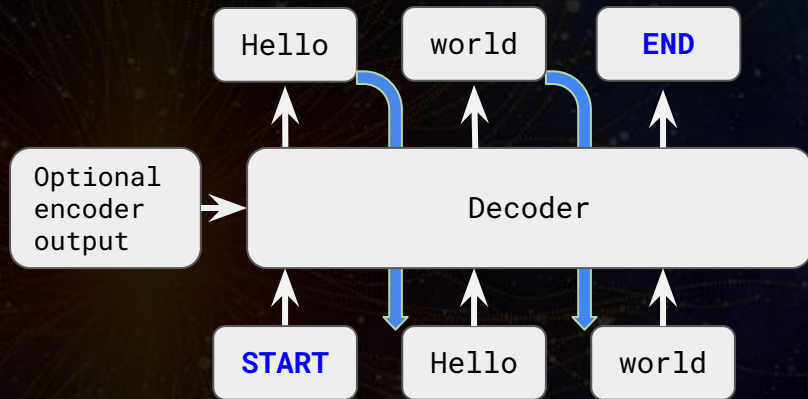 Hello
world
END
Optional
encoder
output
Decoder
START
Hello
world